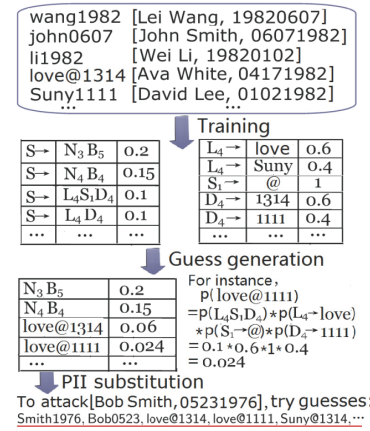 wang1982 [Lei Wang, 19820607]
john0607 [John Smith, 06071982]
li1982 [Wei Li, 19820102]
love@1314 [Ava White, 04171982]
Suny1111 [David Lee, 01021982]
...
Training
S→ N₃B₅ 0.2
S→ N₄B₄ 0.15
S→ L₄S₁D₄ 0.1
S→ L₄D₄ 0.1
... ... ...
L₄→ love 0.6
L₄→ Suny 0.4
S₁→ @ 1
D₄→ 1314 0.6
D₄→ 1111 0.4
... ... ...
Guess generation
N₃B₅ 0.2
N₄B₄ 0.15
love@1314 0.06
love@1111 0.024
... ...
For instance,
p(love@1111)
=p(L₄S₁D₄)*p(L₄→love)
*p(S₁→@)*p(D₄→1111)
=0.1*0.6*1*0.4
=0.024
PII substitution
To attack[Bob Smith,05231976],try guesses:
Smith1976, Bob0523, love@1314, love@1111, Suny@1314,...